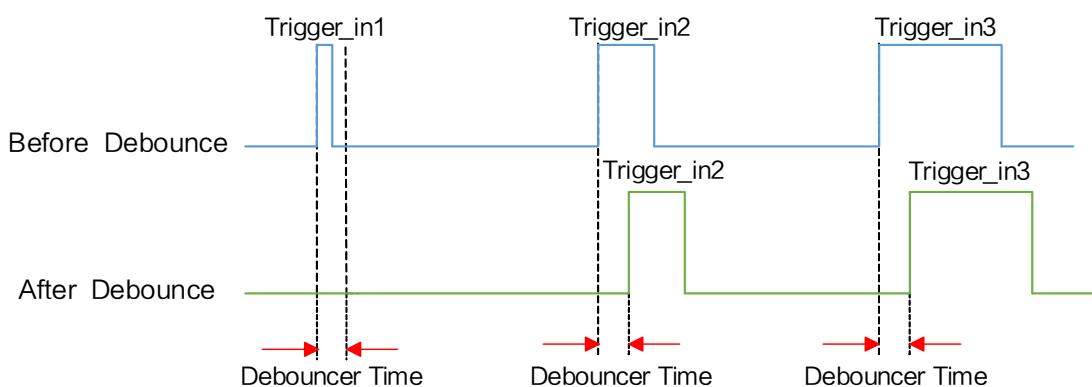 Trigger_in1
Trigger_in2
Trigger_in3
Before Debounce
Trigger_in2
Trigger_in3
After Debounce
Debouncer Time
Debouncer Time
Debouncer Time